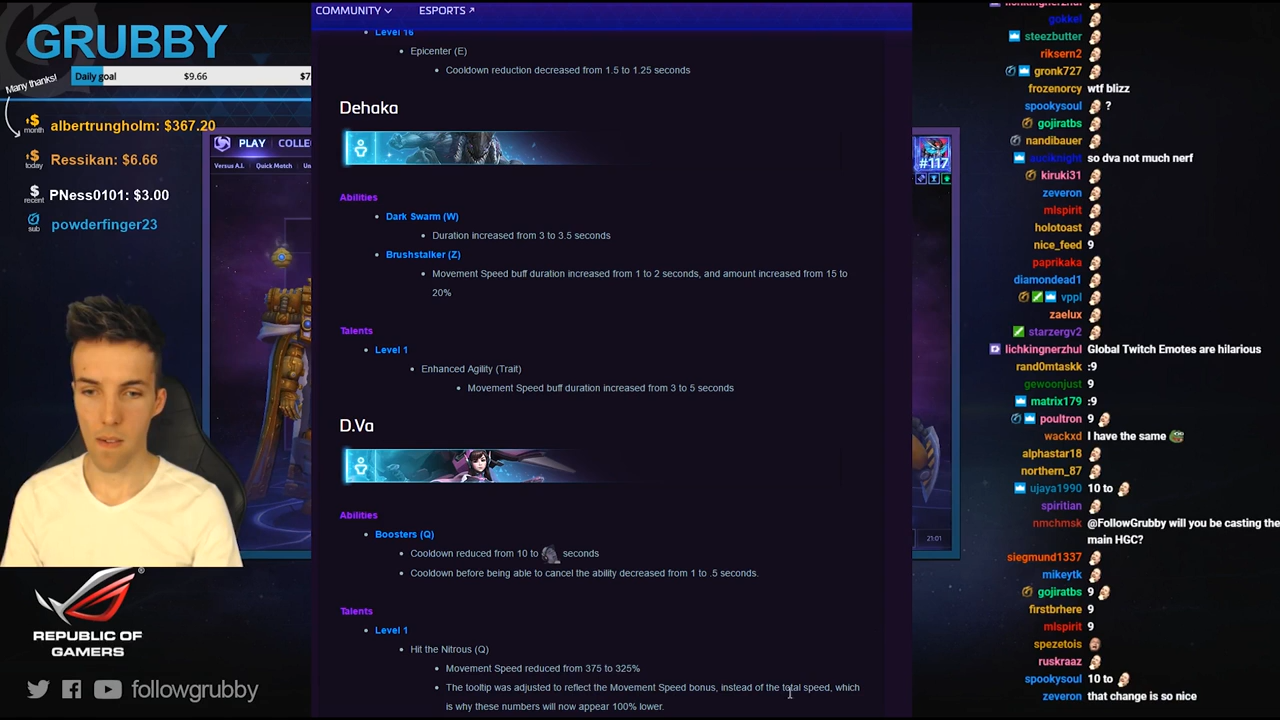 COMMUNITY
ESPORTS
GRUBBY
Many thanks!
Daily goal
$9.66
$7
month
albertrungholm: $367.20
today
Ressikan: $6.66
recent
PNess0101: $3.00
sub
powderfinger23
PLAY
COLLE
Versus A.I.
Quick Match
#117
21:01
Level 16
Epicenter (E)
Cooldown reduction decreased from 1.5 to 1.25 seconds
Dehaka
Abilities
Dark Swarm (W)
Duration increased from 3 to 3.5 seconds
Brushstalker (Z)
Movement Speed buff duration increased from 1 to 2 seconds, and amount increased from 15 to
20%
Talents
Level 1
Enhanced Agility (Trait)
Movement Speed buff duration increased from 3 to 5 seconds
D.Va
Abilities
Boosters (Q)
Cooldown reduced from 10 to seconds
Cooldown before being able to cancel the ability decreased from 1 to .5 seconds.
Talents
Level 1
Hit the Nitrous (Q)
Movement Speed reduced from 375 to 325%
The tooltip was adjusted to reflect the Movement Speed bonus, instead of the total speed, which
is why these numbers will now appear 100% lower.
REPUBLIC OF
GAMERS
followgrubby
lichkingnerzhul
gokkel
steezbutter
riksern2
gronk727
frozenorcy wtf blizz
spookysoul ?
gojiratbs
nandibauer
auciknight so dva not much nerf
kiruki31
zeveron
mlspirit
holotoast
nice_feed 9
paprikaka
diamondead1
vppl
zaelux
starzergv2
lichkingnerzhul Global Twitch Emotes are hilarious
rand0mtaskk :9
gewoonjust 9
matrix179 :9
poultron 9
wackxd I have the same
alphastar18
northern_87
ujaya1990 10 to
spiritian
nmchmsk @FollowGrubby will you be casting the
main HGC?
siegmund1337
mikeytk
gojiratbs 9
firstbrhere 9
mlspirit 9
spezetois
ruskraaz
spookysoul 10 to
zeveron that change is so nice